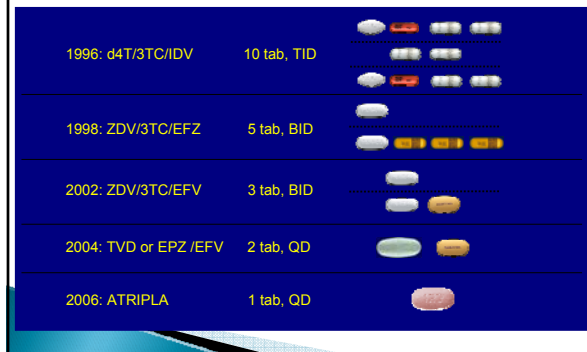 1996: d4T/3TC/IDV 10 tab, TID
1998: ZDV/3TC/EFZ 5 tab, BID
2002: ZDV/3TC/EFV 3 tab, BID
2004: TVD or EPZ /EFV 2 tab, QD
2006: ATRIPLA 1 tab, QD